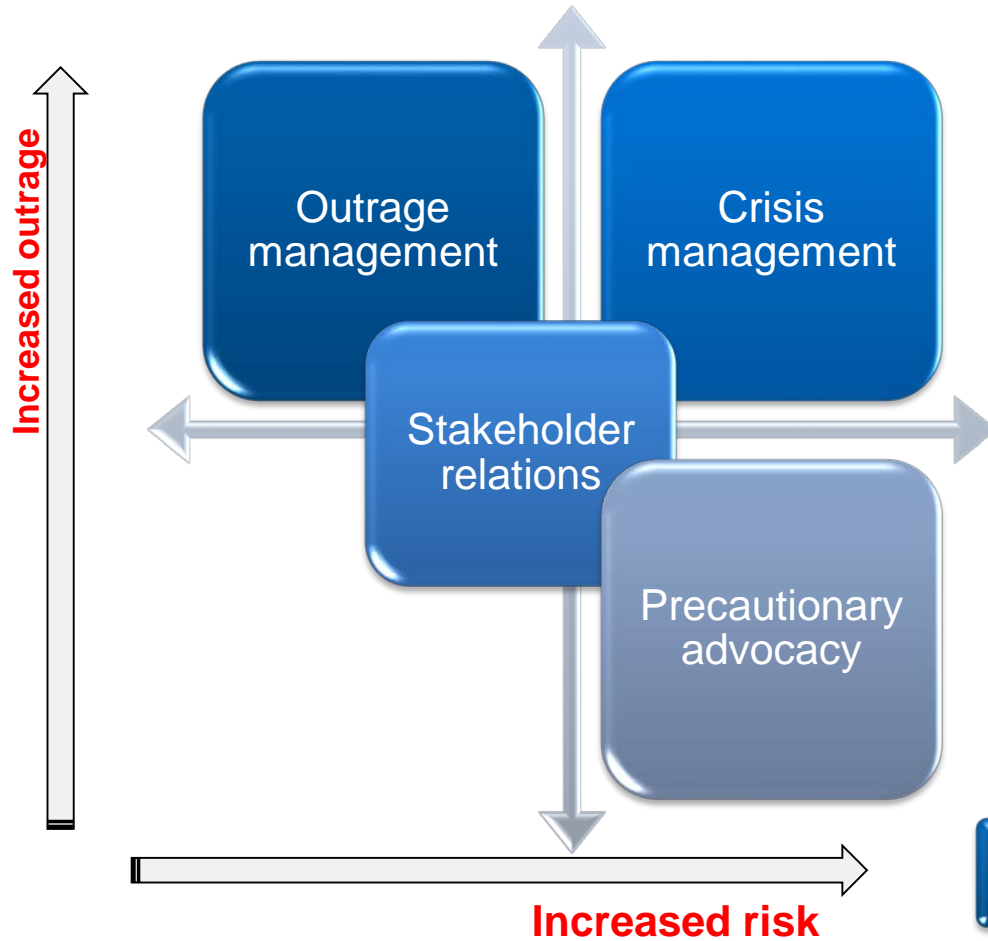 Increased outrage
Outrage
management
Crisis
management
Stakeholder
relations
Precautionary
advocacy
Increased risk